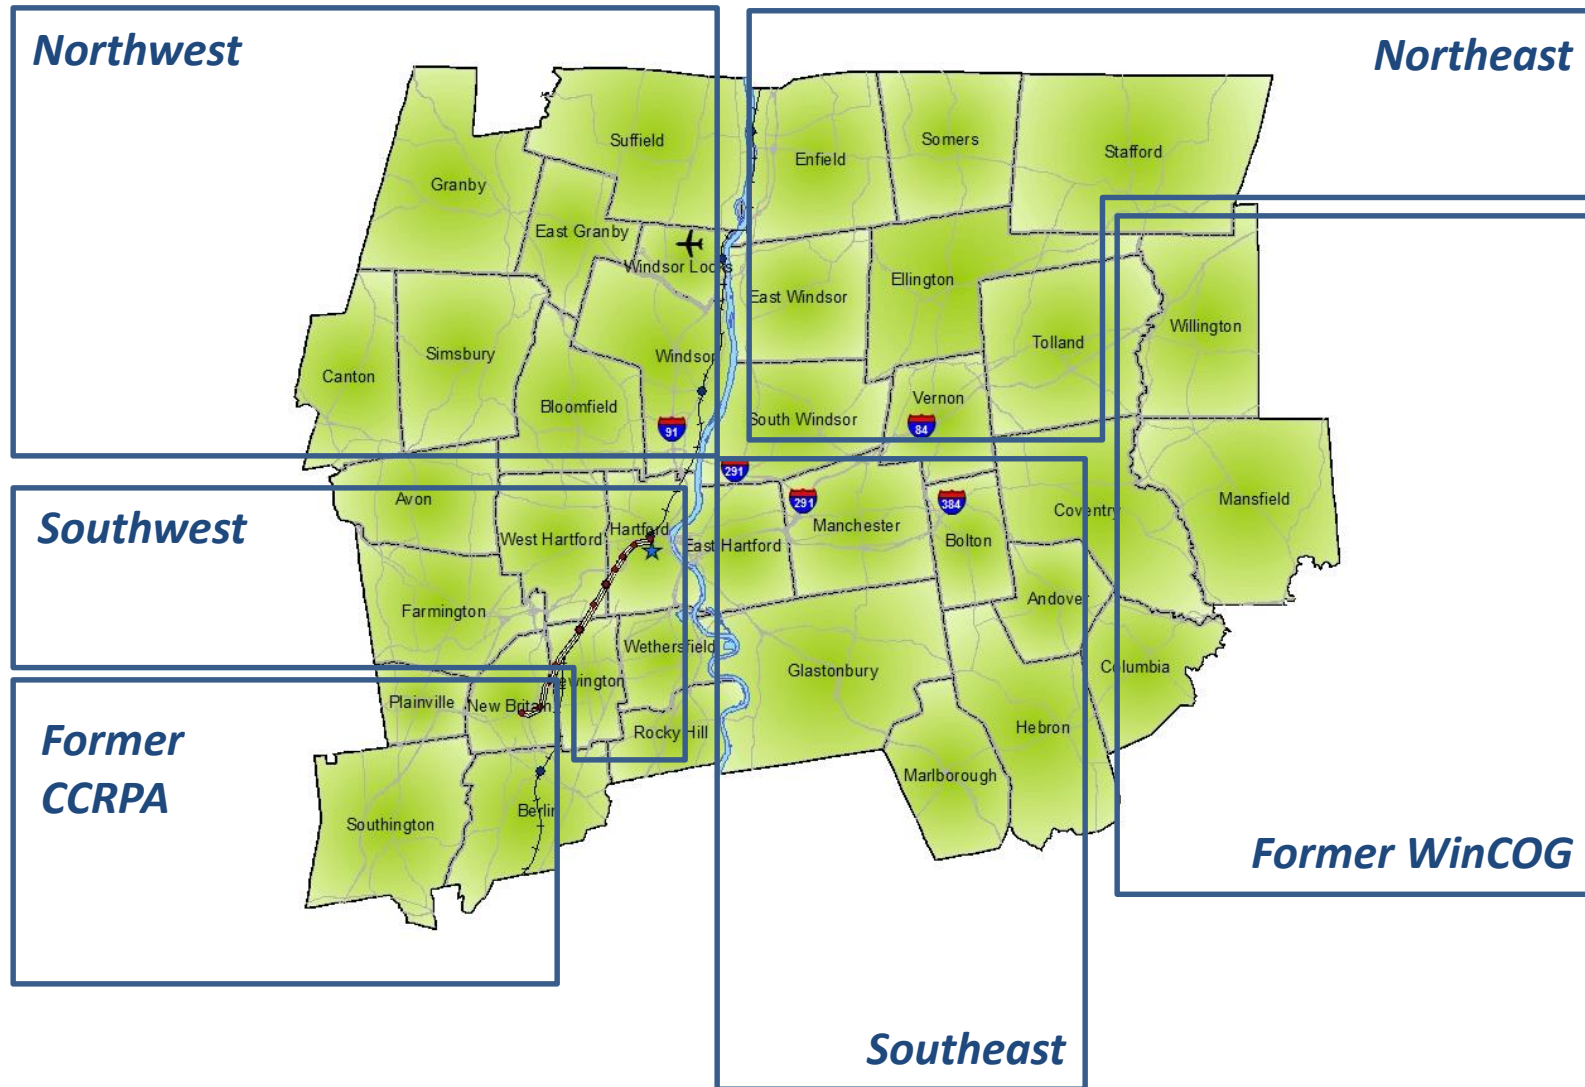 Northwest
Northeast
Suffield
Enfield
Somers
Stafford
Granby
East Granby
Windsor Locks
East Windsor
Ellington
Tolland
Willington
Canton
Simsbury
Windsor
Bloomfield
South Windsor
Vernon
91
84
291
291
384
Southwest
Avon
West Hartford
Hartford
East Hartford
Manchester
Bolton
Coventry
Mansfield
Farmington
Andover
Wethersfield
Glastonbury
Columbia
Plainville
New Britain
ewington
Rocky Hill
Hebron
Marlborough
Former
CCRPA
Southington
Berlin
Former WinCOG
Southeast